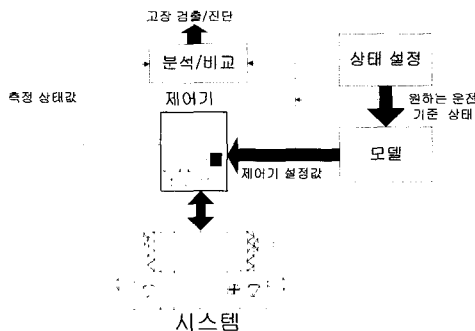 고장 검출/진단
분석/비교
상태 설정
측정 상태값
제어기
원하는 운전
기준 상태
모델
제어기 설정값
시스템